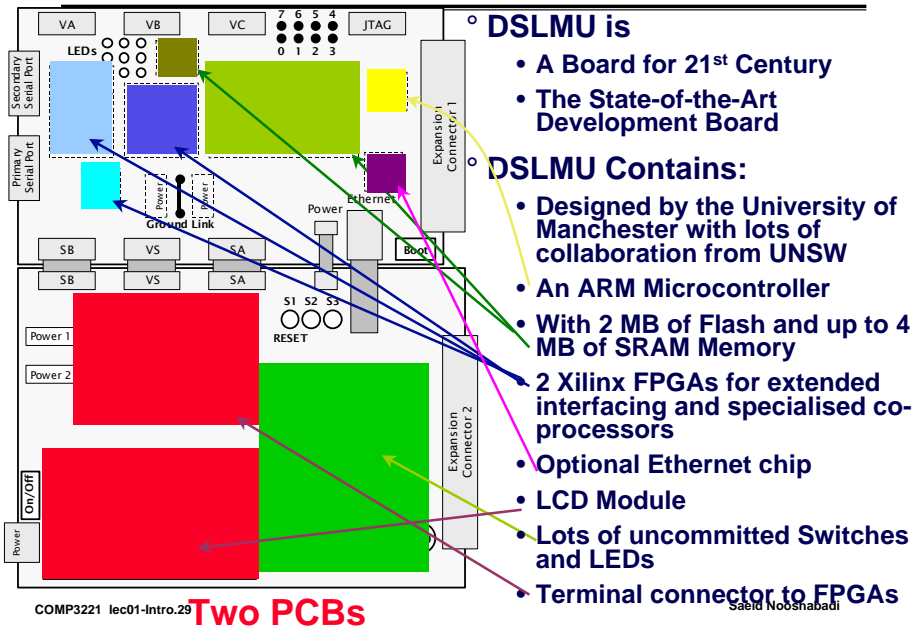 VA
VB
VC
7 6 5 4
0 1 2 3
JTAG
LEDs
Secondary
Serial Port
Primary
Serial Port
Expansion
Connector 1
Power
Power
Ground Link
Ethernet
Power
Boot
SB
VS
SA
SB
VS
SA
S1 S2 S3
RESET
Power 1
Power 2
Expansion
Connector 2
On/Off
Power
° DSLMU is
• A Board for 21st Century
• The State-of-the-Art
Development Board
° DSLMU Contains:
• Designed by the University of
Manchester with lots of
collaboration from UNSW
• An ARM Microcontroller
• With 2 MB of Flash and up to 4
MB of SRAM Memory
• 2 Xilinx FPGAs for extended
interfacing and specialised co-
processors
• Optional Ethernet chip
• LCD Module
• Lots of uncommitted Switches
and LEDs
• Terminal connector to FPGAs
COMP3221 lec01-Intro.29
Two PCBs
Saeid Nooshabadi